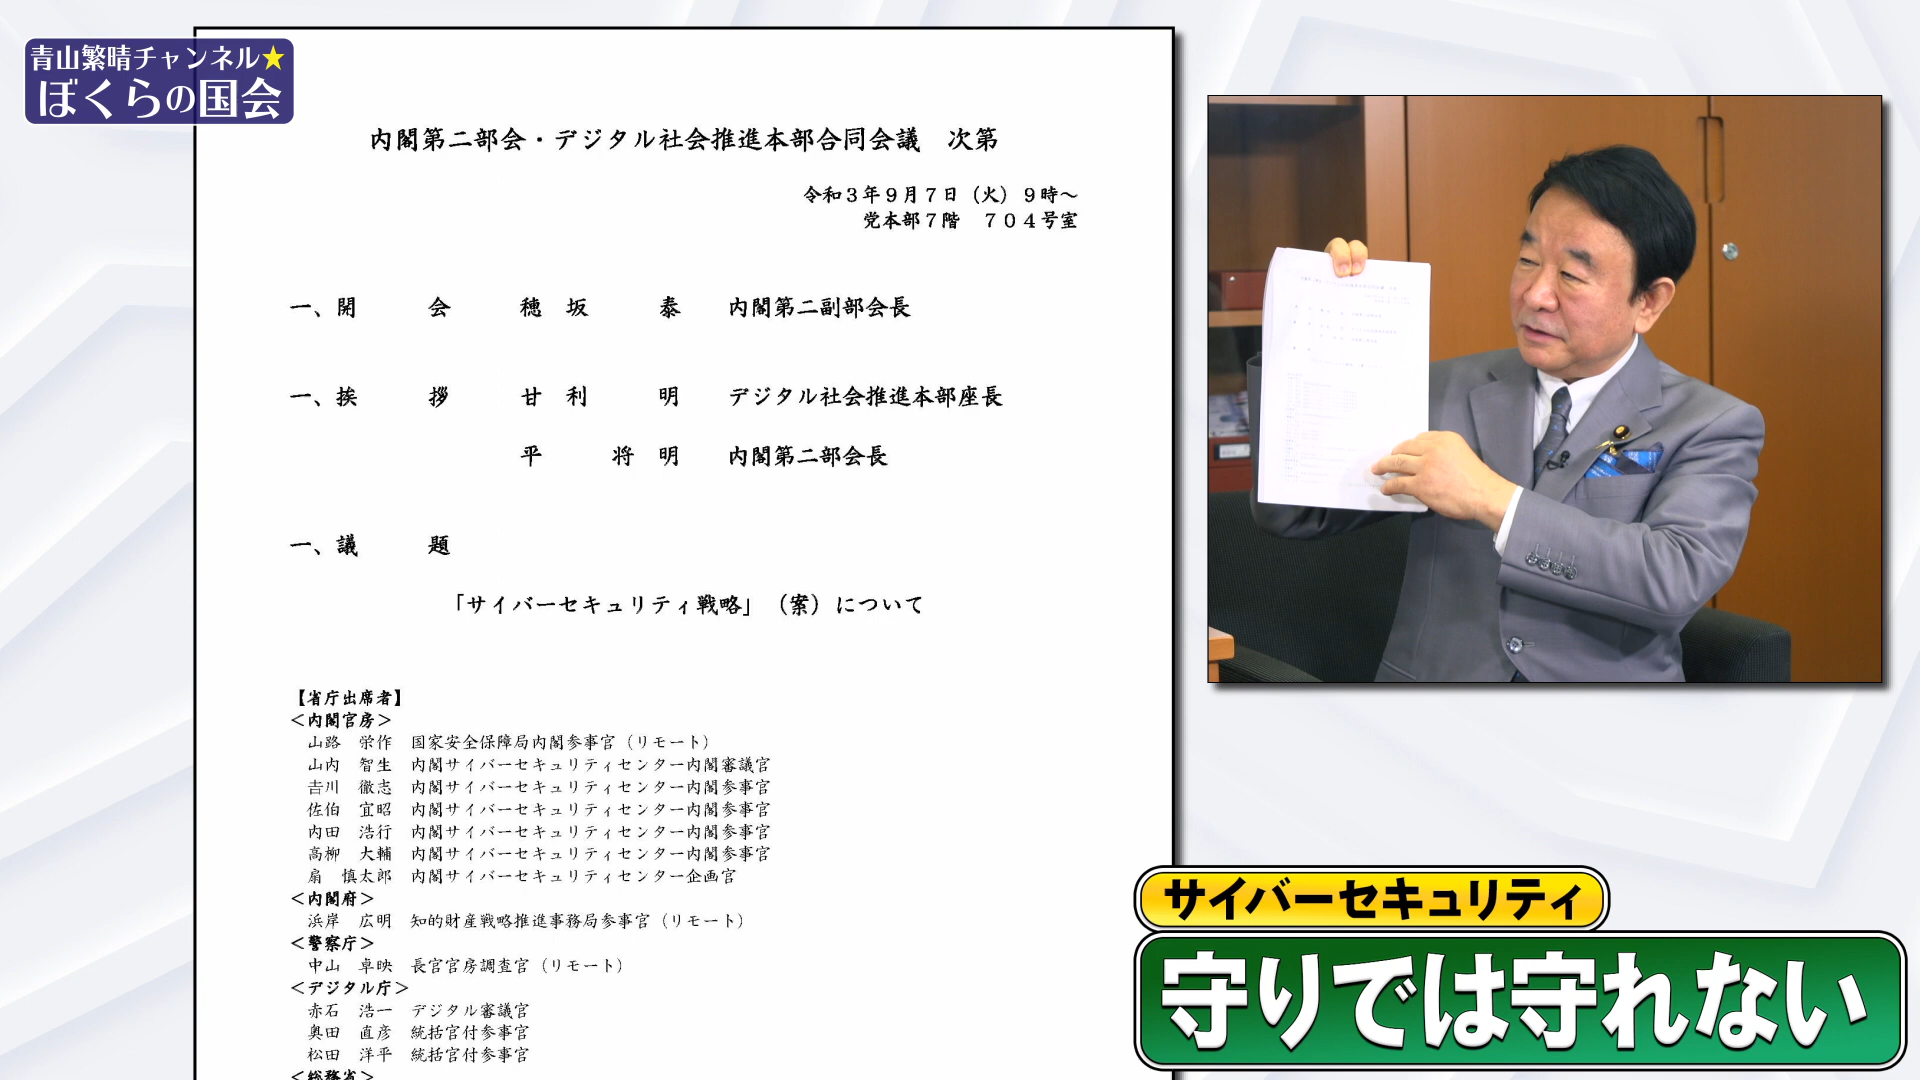 青山繁晴チャンネル★
ぼくらの国会
内閣第二部会・デジタル社会推進本部合同会議　次第
令和３年９月７日（火）９時～
党本部７階　７０４号室
一、開　会　穂坂　泰　内閣第二副部会長
一、挨　拶　甘利　明　デジタル社会推進本部座長
平　将明　内閣第二部会長
一、議　題
「サイバーセキュリティ戦略」（案）について
【省庁出席者】
＜内閣官房＞
山路　栄作　国家安全保障局内閣参事官（リモート）
山内　智生　内閣サイバーセキュリティセンター内閣審議官
𠮷川　徹志　内閣サイバーセキュリティセンター内閣参事官
佐伯　宜昭　内閣サイバーセキュリティセンター内閣参事官
内田　浩行　内閣サイバーセキュリティセンター内閣参事官
高柳　大輔　内閣サイバーセキュリティセンター内閣参事官
扇　慎太郎　内閣サイバーセキュリティセンター企画官
＜内閣府＞
浜岸　広明　知的財産戦略推進事務局参事官（リモート）
＜警察庁＞
中山　卓映　長官官房調査官（リモート）
＜デジタル庁＞
赤石　浩一　デジタル審議官
奥田　直彦　統括官付参事官
松田　洋平　統括官付参事官
＜総務省＞
サイバーセキュリティ
守りでは守れない